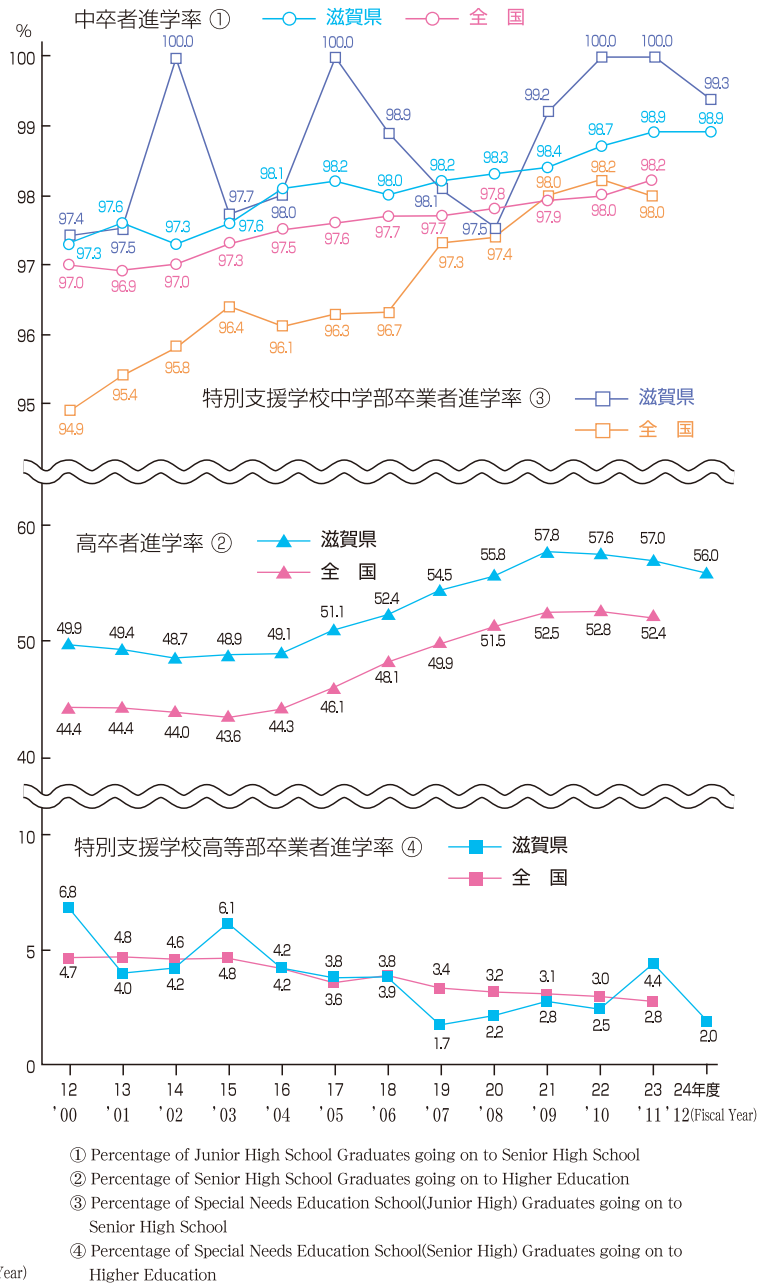 中卒者進学率 ① 滋賀県 全 国
%
100
99
98
97
96
95
97.4 97.5 100.0 97.7 98.0 100.0 98.9 98.1 97.5 99.2 100.0 100.0 99.3
97.3 97.6 97.3 97.6 98.1 98.2 98.0 98.2 98.3 98.4 98.7 98.9 98.9
97.0 96.9 97.0 97.3 97.5 97.6 97.7 97.7 97.8 97.9 98.0 98.2
94.9 95.4 95.8 96.4 96.1 96.3 96.7 97.3 97.4 98.0 98.2 98.0
特別支援学校中学部卒業者進学率 ③ 滋賀県
全 国
60
50
40
高卒者進学率 ② 滋賀県
全 国
49.9 49.4 48.7 48.9 49.1 51.1 52.4 54.5 55.8 57.8 57.6 57.0 56.0
44.4 44.4 44.0 43.6 44.3 46.1 48.1 49.9 51.5 52.5 52.8 52.4
10
5
0
特別支援学校高等部卒業者進学率 ④ 滋賀県
全 国
6.8 4.8 4.6 6.1 4.2 3.8 3.8 3.4 3.2 3.1 3.0 4.4 2.0
4.7 4.0 4.2 4.8 4.2 3.6 3.9 1.7 2.2 2.8 2.5 2.8
12 13 14 15 16 17 18 19 20 21 22 23 24年度
'00 '01 '02 '03 '04 '05 '06 '07 '08 '09 '10 '11 '12(Fiscal Year)
① Percentage of Junior High School Graduates going on to Senior High School
② Percentage of Senior High School Graduates going on to Higher Education
③ Percentage of Special Needs Education School(Junior High) Graduates going on to
Senior High School
④ Percentage of Special Needs Education School(Senior High) Graduates going on to
Year) Higher Education